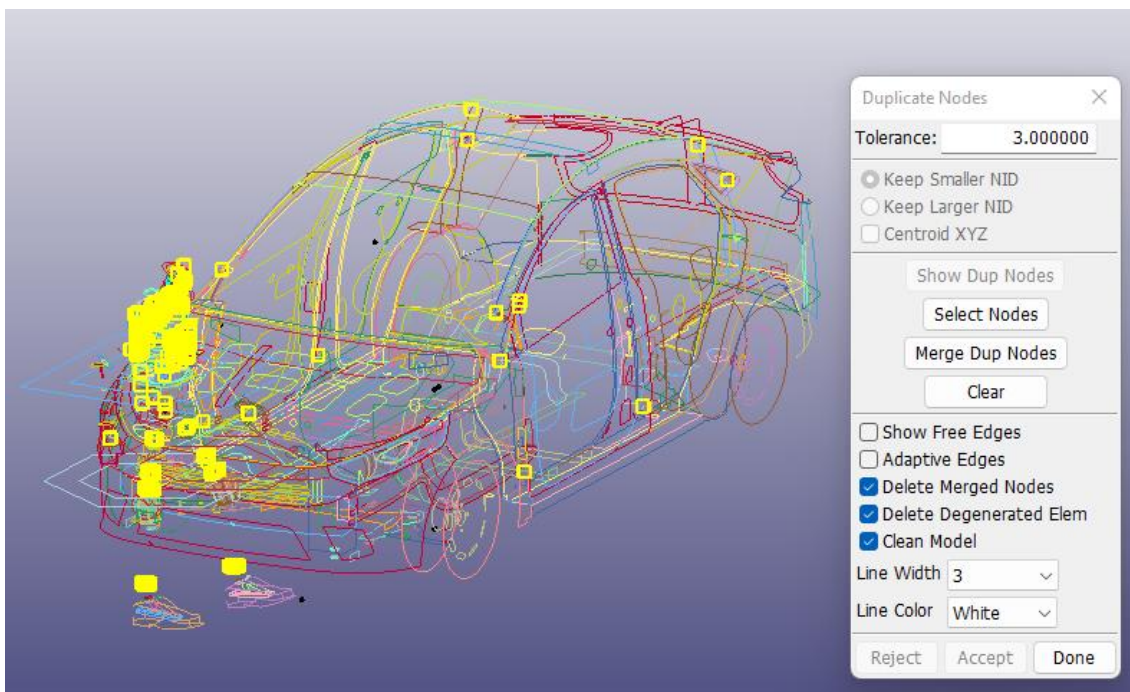 Duplicate Nodes
Tolerance: 3.000000
Keep Smaller NID
Keep Larger NID
Centroid XYZ
Show Dup Nodes
Select Nodes
Merge Dup Nodes
Clear
Show Free Edges
Adaptive Edges
Delete Merged Nodes
Delete Degenerated Elem
Clean Model
Line Width 3
Line Color White
Reject Accept Done